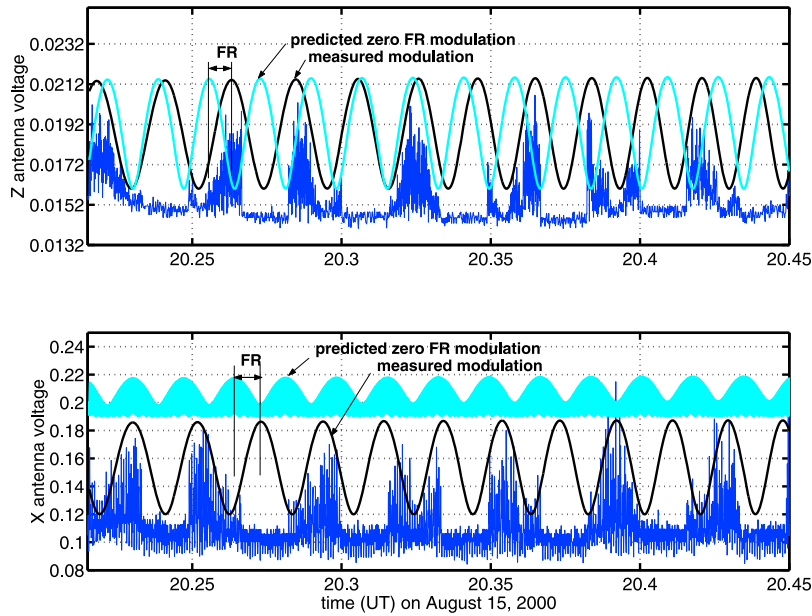 FR
predicted zero FR modulation
measured modulation
Z antenna voltage
0.0232
0.0212
0.0192
0.0172
0.0152
0.0132
20.25
20.3
20.35
20.4
20.45
FR
predicted zero FR modulation
measured modulation
X antenna voltage
0.24
0.22
0.2
0.18
0.16
0.14
0.12
0.1
0.08
20.25
20.3
20.35
20.4
20.45
time (UT) on August 15, 2000